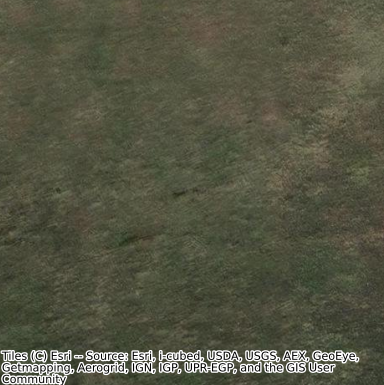 Tiles (C) Esri -- Source: Esri, i-cubed, USDA, USGS, AEX, GeoEye,
Getmapping, Aerogrid, IGN, IGP, UPR-EGP, and the GIS User
Community